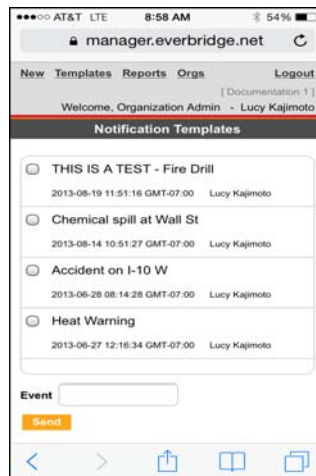 AT&T LTE 8:58 AM 54%
manager.everbridge.net
New Templates Reports Orgs Logout
[ Documentation 1 ]
Welcome, Organization Admin - Lucy Kajimoto
Notification Templates
THIS IS A TEST - Fire Drill
2013-08-19 11:51:16 GMT-07:00 Lucy Kajimoto
Chemical spill at Wall St
2013-08-14 10:51:27 GMT-07:00 Lucy Kajimoto
Accident on I-10 W
2013-06-28 08:14:28 GMT-07:00 Lucy Kajimoto
Heat Warning
2013-06-27 12:16:34 GMT-07:00 Lucy Kajimoto
Event
Send